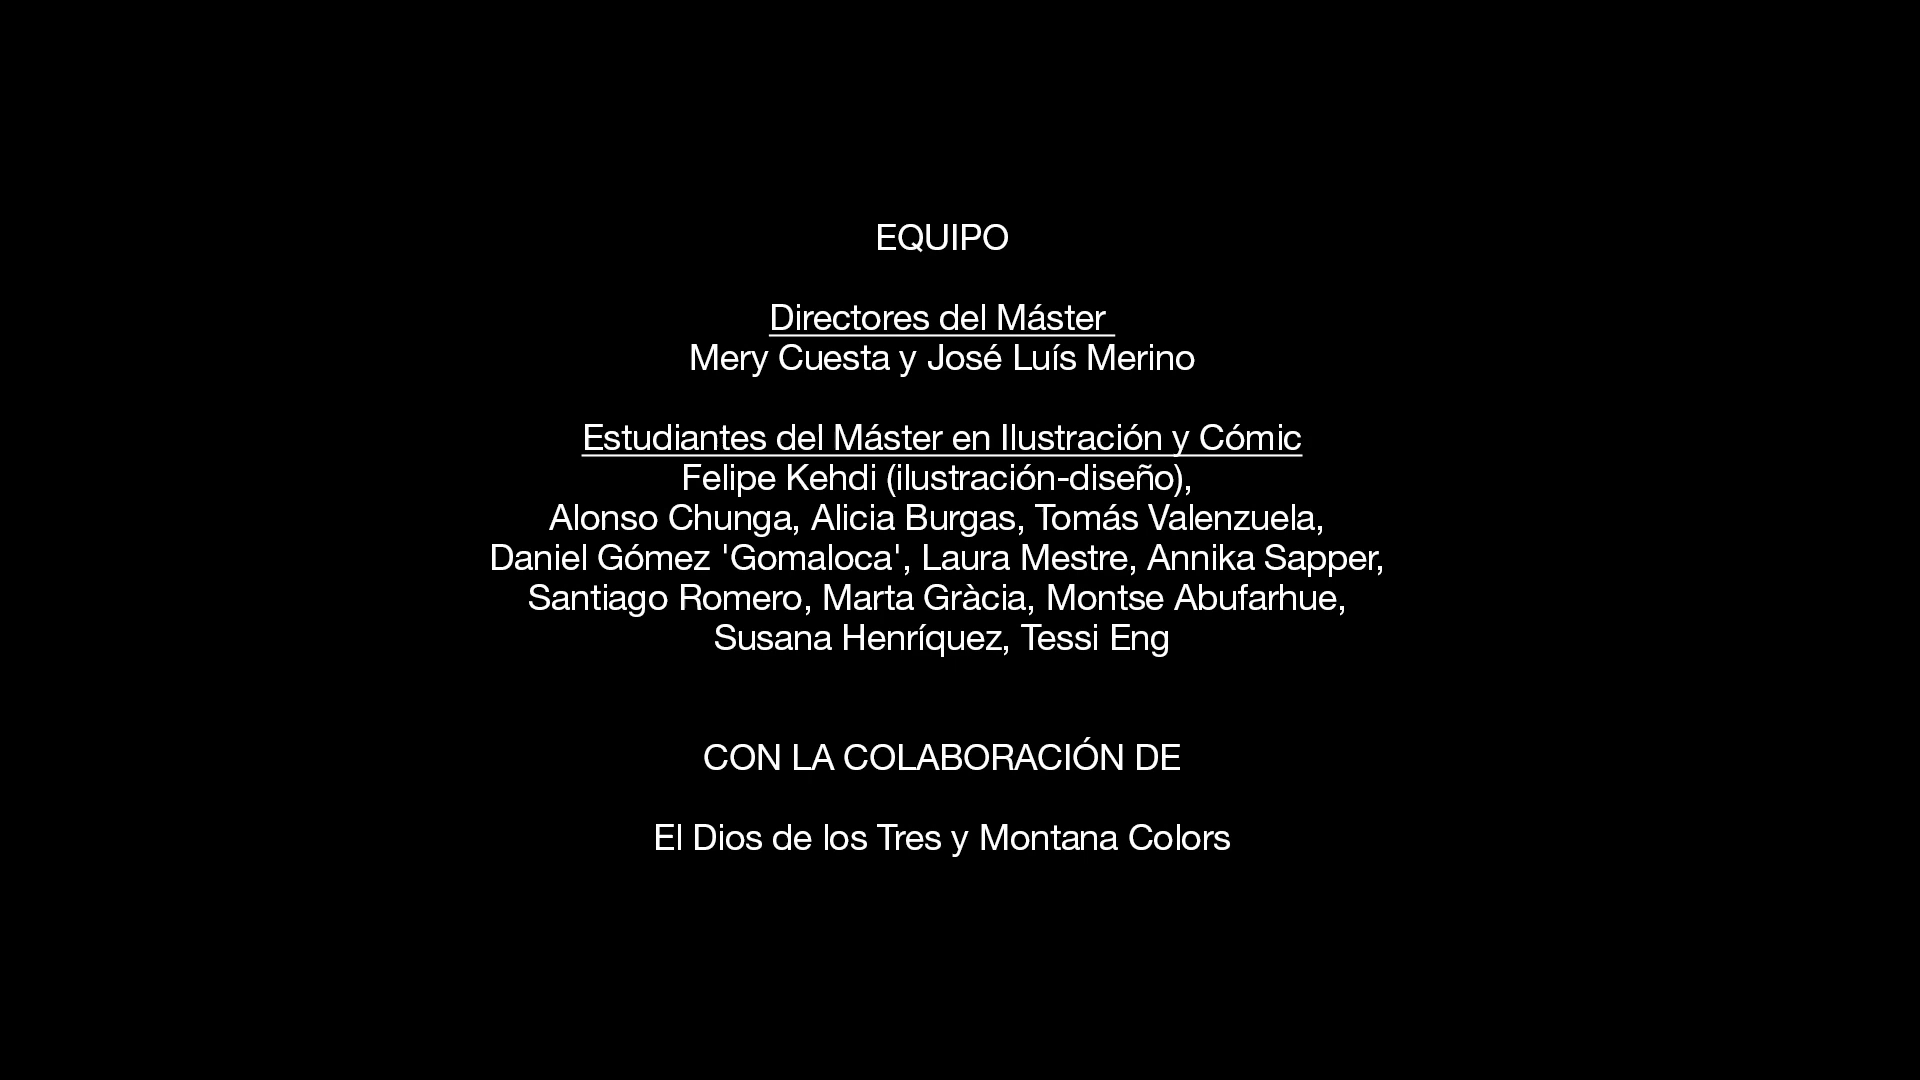 EQUIPO
Directores del Máster
Mery Cuesta y José Luís Merino
Estudiantes del Máster en Ilustración y Cómic
Felipe Kehdi (ilustración-diseño),
Alonso Chunga, Alicia Burgas, Tomás Valenzuela,
Daniel Gómez 'Gomaloca', Laura Mestre, Annika Sapper,
Santiago Romero, Marta Gràcia, Montse Abufarhue,
Susana Henríquez, Tessi Eng
CON LA COLABORACIÓN DE
El Dios de los Tres y Montana Colors